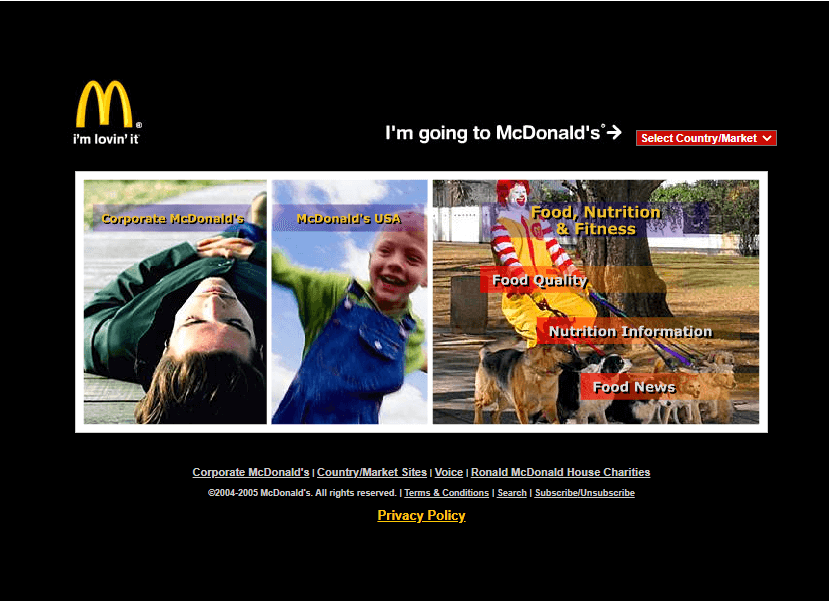 i'm lovin' it
I'm going to McDonald's®→
Select Country/Market
Corporate McDonald's
McDonald's USA
Food, Nutrition
& Fitness
Food Quality
Nutrition Information
Food News
Corporate McDonald's | Country/Market Sites | Voice | Ronald McDonald House Charities
©2004-2005 McDonald's. All rights reserved. | Terms & Conditions | Search | Subscribe/Unsubscribe
Privacy Policy